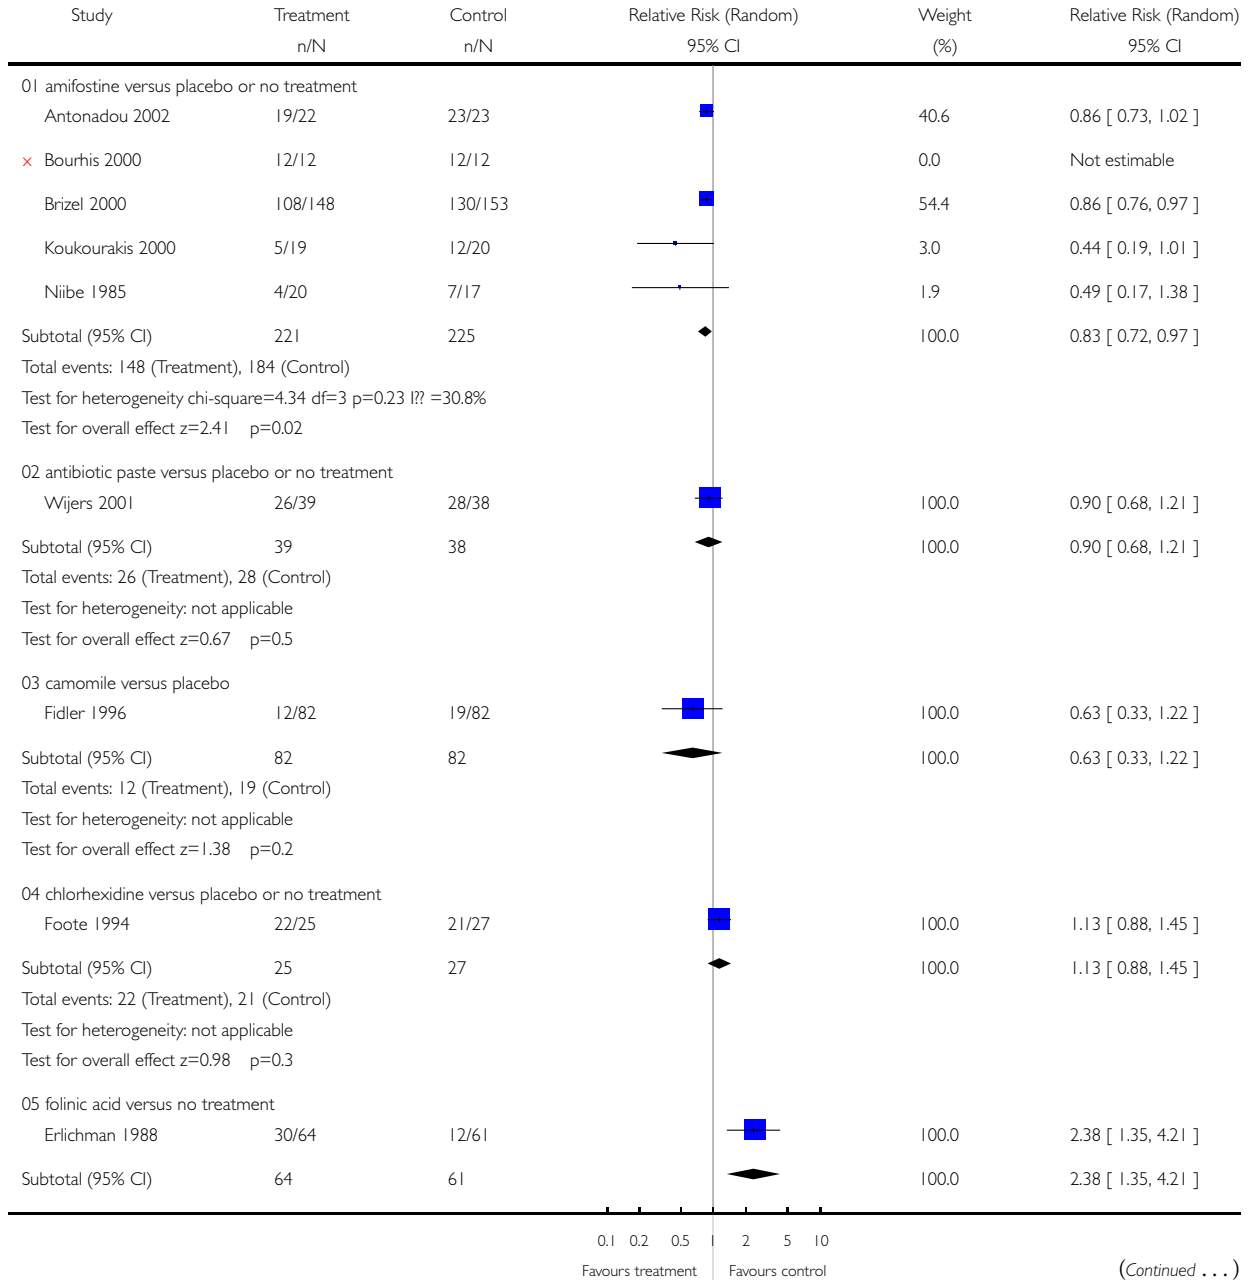 Study Treatment Control Relative Risk (Random) Weight Relative Risk (Random)
n/N n/N 95% CI (%) 95% CI
01 amifostine versus placebo or no treatment
Antonadou 2002 19/22 23/23 40.6 0.86 [ 0.73, 1.02 ]
× Bourhis 2000 12/12 12/12 0.0 Not estimable
Brizel 2000 108/148 130/153 54.4 0.86 [ 0.76, 0.97 ]
Koukourakis 2000 5/19 12/20 3.0 0.44 [ 0.19, 1.01 ]
Niibe 1985 4/20 7/17 1.9 0.49 [ 0.17, 1.38 ]
Subtotal (95% CI) 221 225 100.0 0.83 [ 0.72, 0.97 ]
Total events: 148 (Treatment), 184 (Control)
Test for heterogeneity chi-square=4.34 df=3 p=0.23 I?? =30.8%
Test for overall effect z=2.41 p=0.02
02 antibiotic paste versus placebo or no treatment
Wijers 2001 26/39 28/38 100.0 0.90 [ 0.68, 1.21 ]
Subtotal (95% CI) 39 38 100.0 0.90 [ 0.68, 1.21 ]
Total events: 26 (Treatment), 28 (Control)
Test for heterogeneity: not applicable
Test for overall effect z=0.67 p=0.5
03 camomile versus placebo
Fidler 1996 12/82 19/82 100.0 0.63 [ 0.33, 1.22 ]
Subtotal (95% CI) 82 82 100.0 0.63 [ 0.33, 1.22 ]
Total events: 12 (Treatment), 19 (Control)
Test for heterogeneity: not applicable
Test for overall effect z=1.38 p=0.2
04 chlorhexidine versus placebo or no treatment
Foote 1994 22/25 21/27 100.0 1.13 [ 0.88, 1.45 ]
Subtotal (95% CI) 25 27 100.0 1.13 [ 0.88, 1.45 ]
Total events: 22 (Treatment), 21 (Control)
Test for heterogeneity: not applicable
Test for overall effect z=0.98 p=0.3
05 folinic acid versus no treatment
Erlichman 1988 30/64 12/61 100.0 2.38 [ 1.35, 4.21 ]
Subtotal (95% CI) 64 61 100.0 2.38 [ 1.35, 4.21 ]
0.1 0.2 0.5 1 2 5 10
Favours treatment Favours control (Continued . . . )